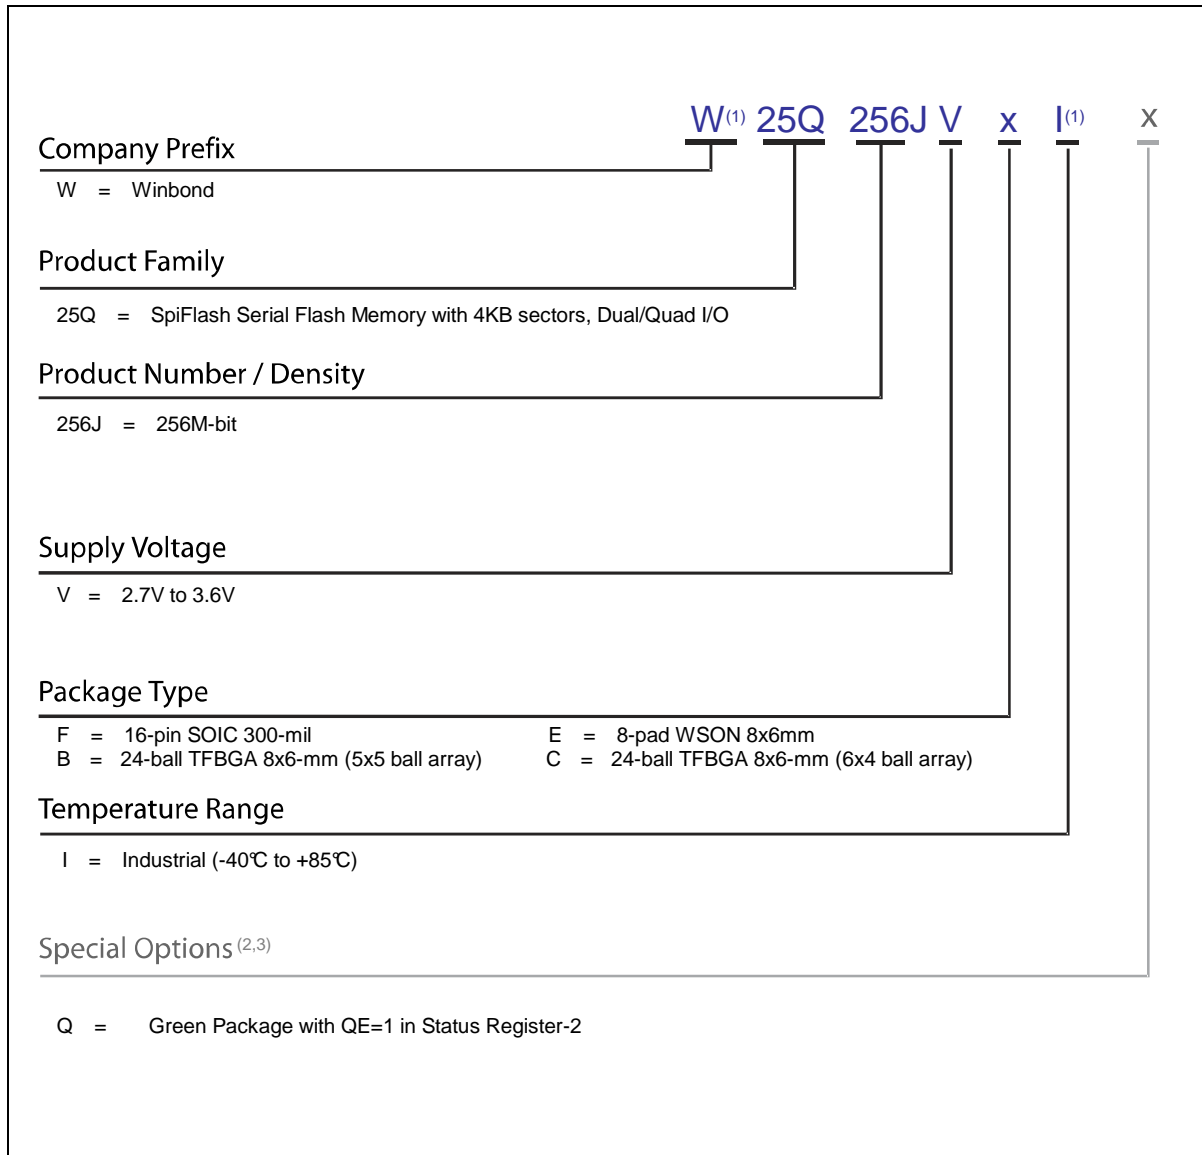 W(1) 25Q 256J V x I(1) x
Company Prefix
W = Winbond
Product Family
25Q = SpiFlash Serial Flash Memory with 4KB sectors, Dual/Quad I/O
Product Number / Density
256J = 256M-bit
Supply Voltage
V = 2.7V to 3.6V
Package Type
F = 16-pin SOIC 300-mil E = 8-pad WSON 8x6mm
B = 24-ball TFBGA 8x6-mm (5x5 ball array) C = 24-ball TFBGA 8x6-mm (6x4 ball array)
Temperature Range
I = Industrial (-40℃ to +85℃)
Special Options (2,3)
Q = Green Package with QE=1 in Status Register-2